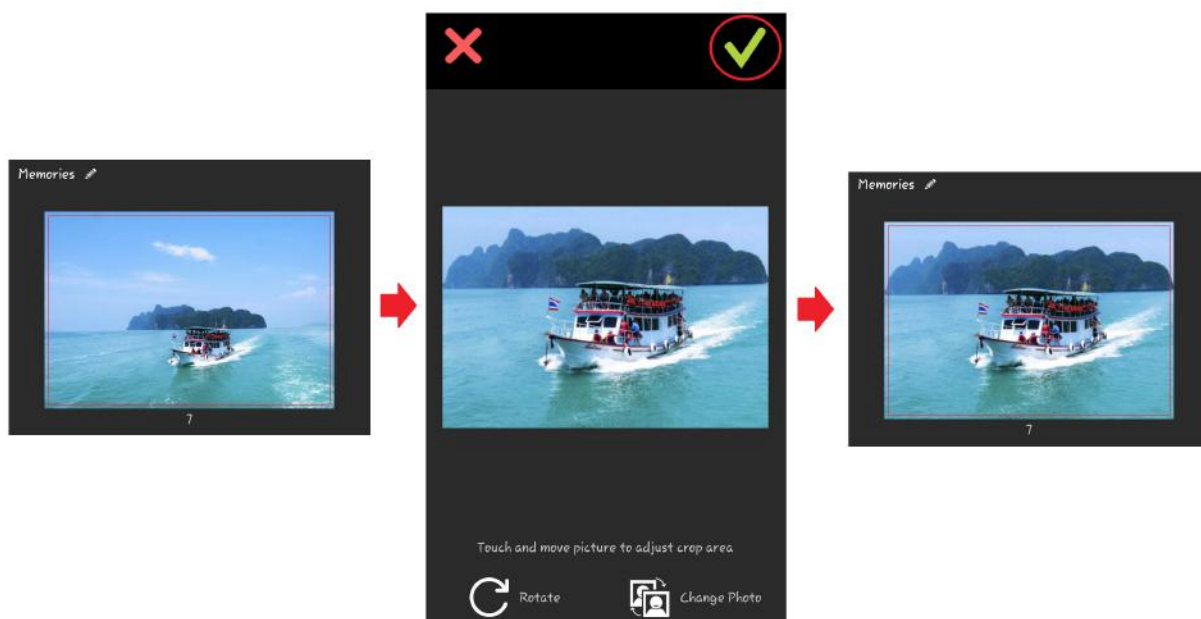 Memories
7
Touch and move picture to adjust crop area
Rotate
Change Photo
Memories
7